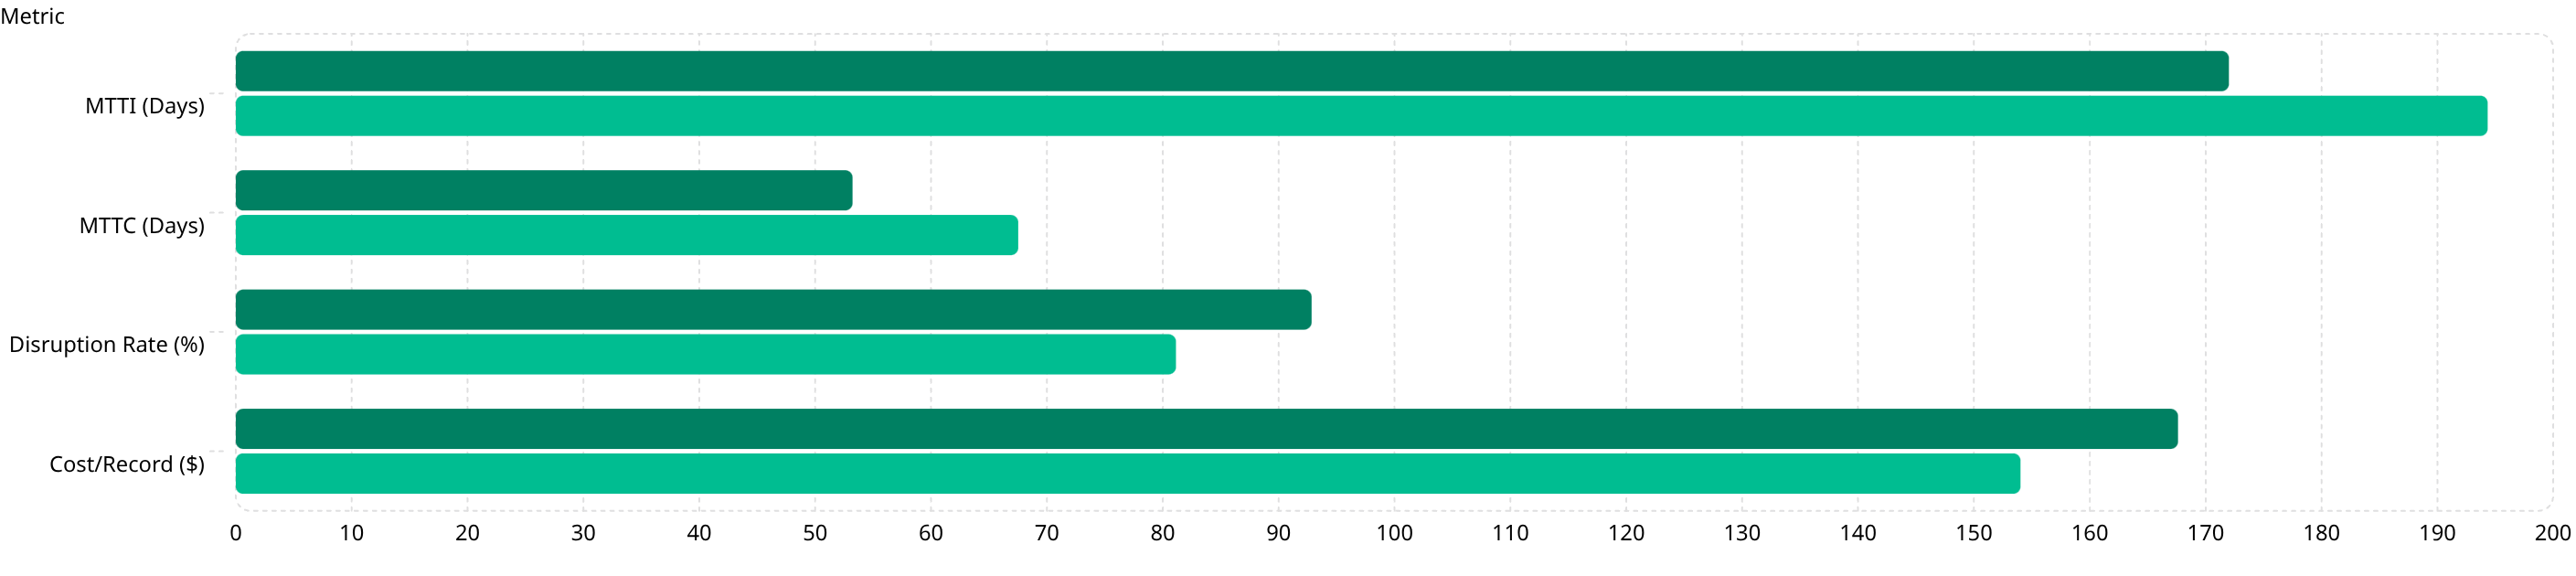 Metric
MTTI (Days)
MTTC (Days)
Disruption Rate (%)
Cost/Record ($)
0 10 20 30 40 50 60 70 80 90 100 110 120 130 140 150 160 170 180 190 200